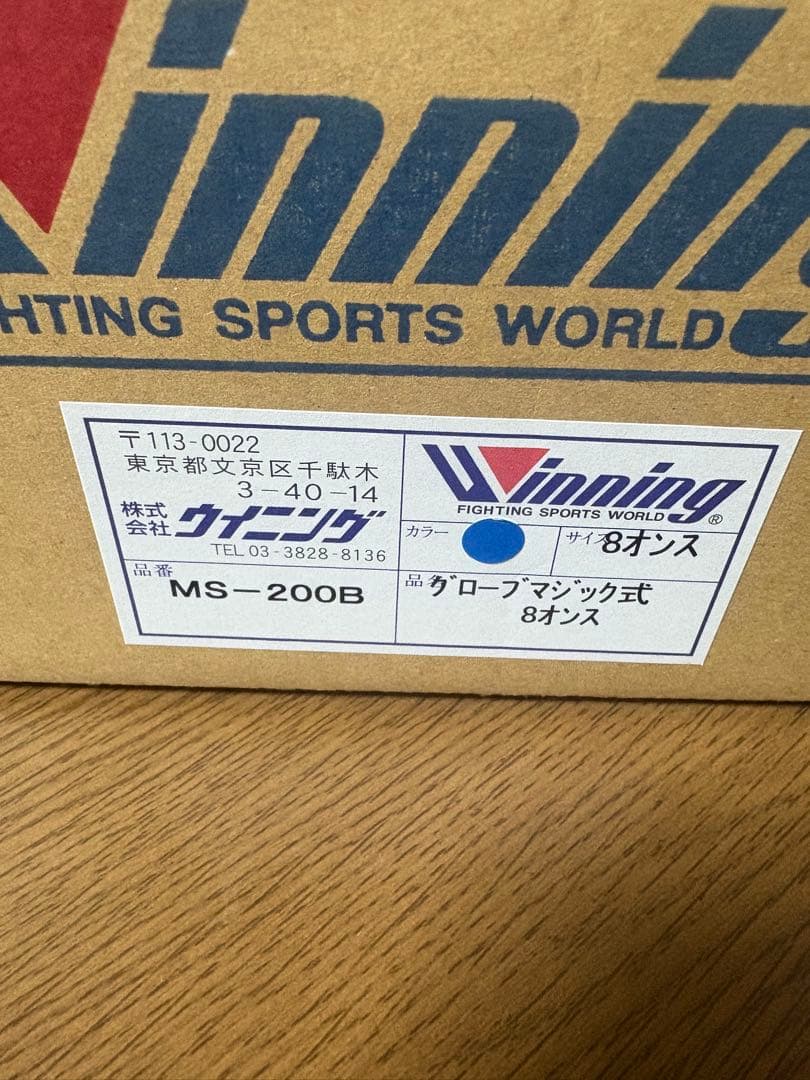 Winning
HTING SPORTS WORLD
〒113-0022
東京都文京区千駄木
3-40-14
株式会社 ウイニング
TEL 03-3828-8136
品番
MS-200B
Winning
FIGHTING SPORTS WORLD ®
カラー
サイズ 8オンス
品名 グローブマジック式
8オンス